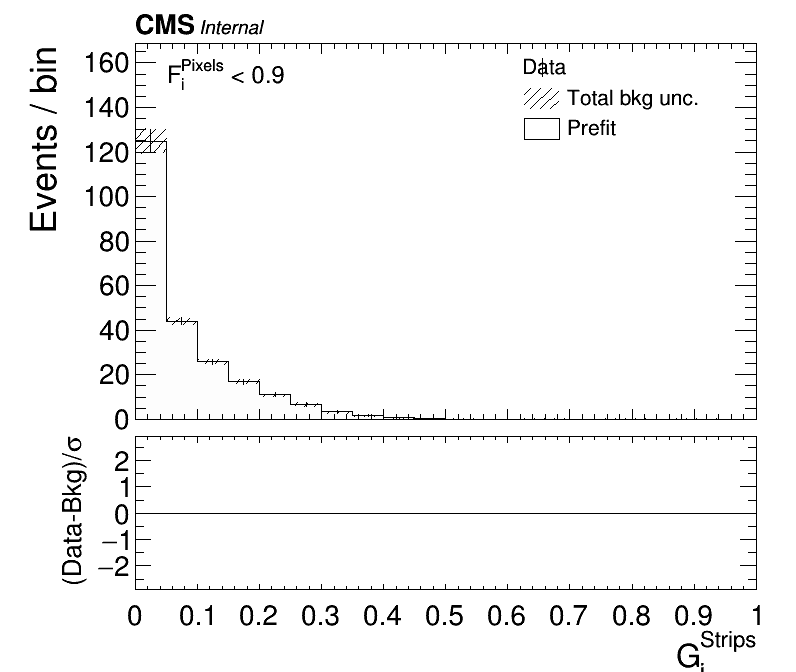 CMS Internal
F_i^Pixels < 0.9
Data
Total bkg unc.
Prefit
Events / bin
160
140
120
100
80
60
40
20
0
(Data-Bkg)/σ
2
1
0
−1
−2
0 0.1 0.2 0.3 0.4 0.5 0.6 0.7 0.8 0.9 1
G_i^Strips